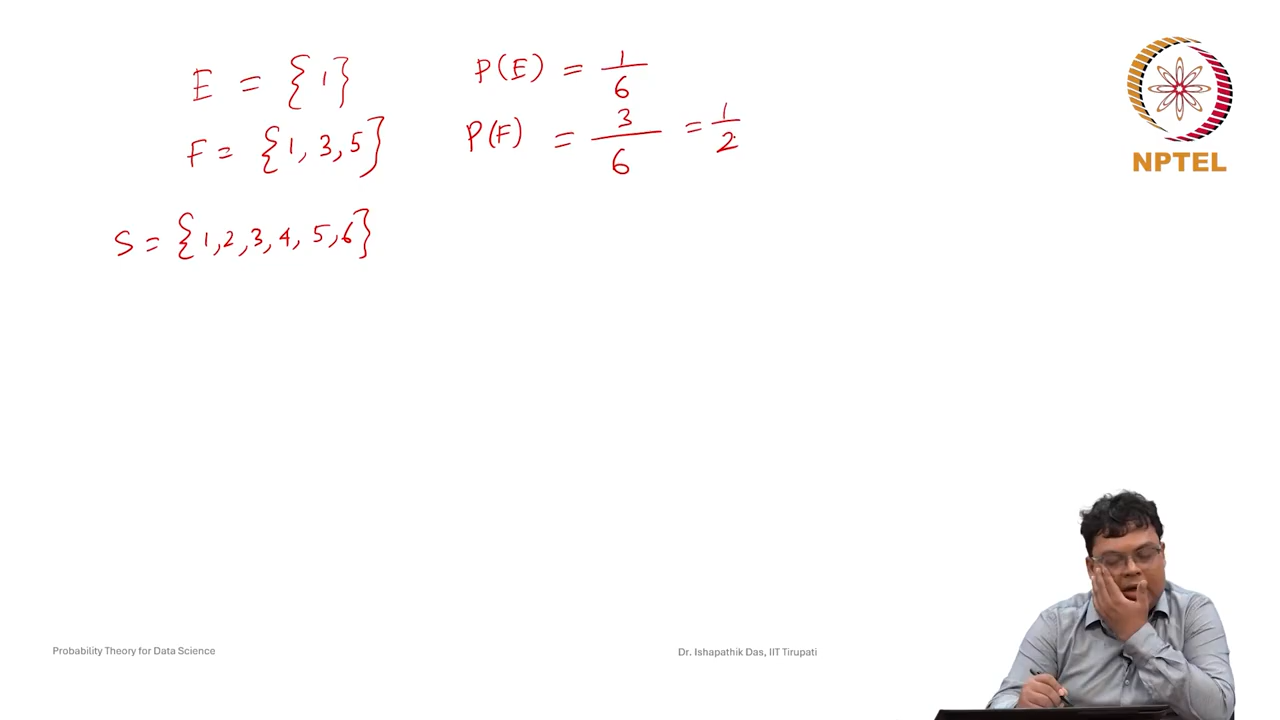 E = {1} P(E) = 1/6
F = {1, 3, 5} P(F) = 3/6 = 1/2
S = {1,2,3,4,5,6}
NPTEL
Probability Theory for Data Science
Dr. Ishapathik Das, IIT Tirupati